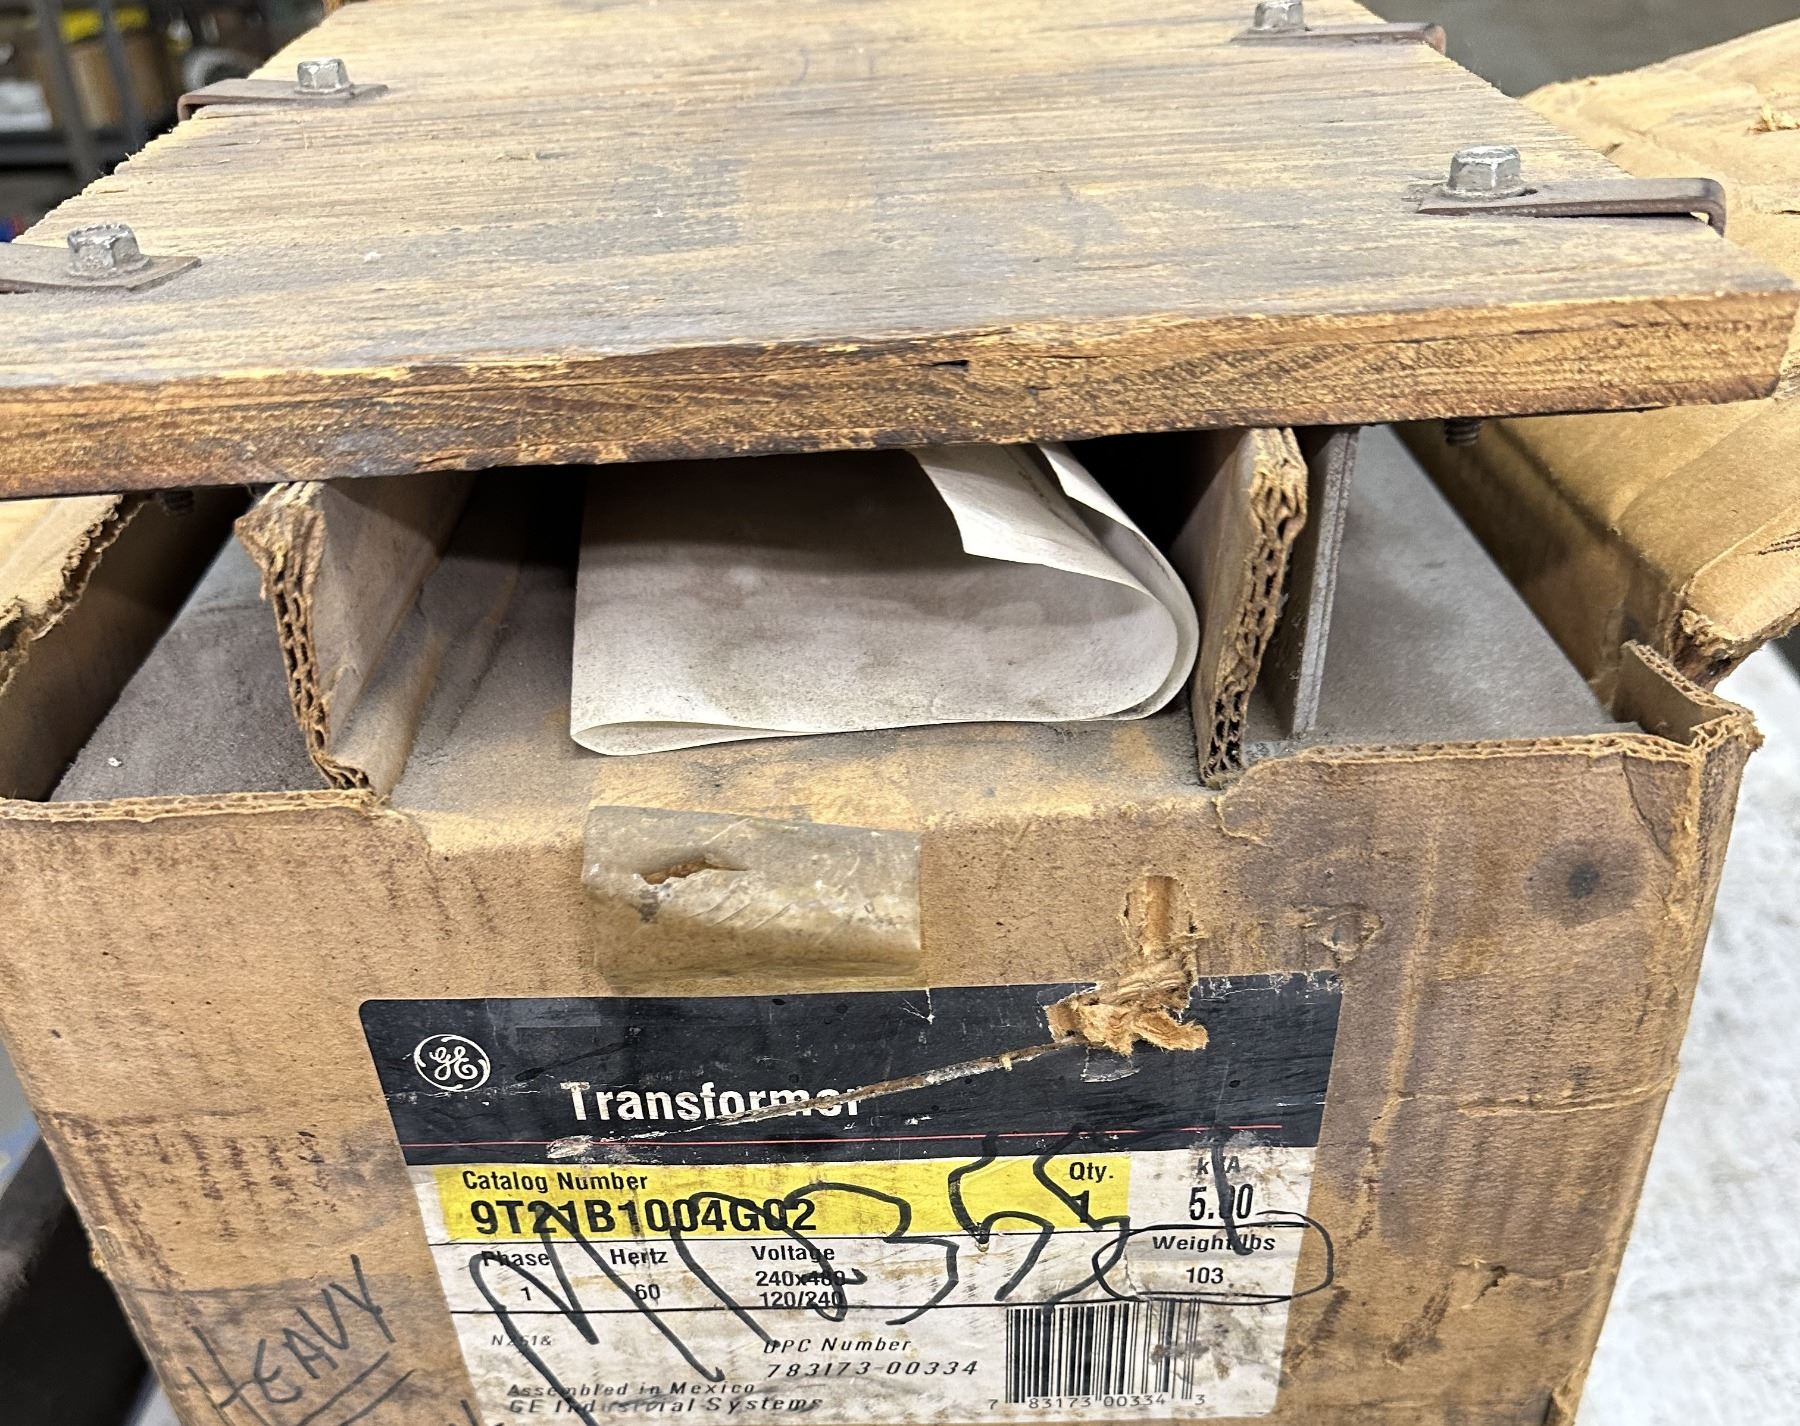 GE
Transformer
Catalog Number Qty. kVA
9T21B1004G02 1 5.00
Phase Hertz Voltage Weight/lbs
1 60 240x480 103
120/240
UPC Number
783173-00334
Assembled in Mexico
GE Industrial Systems
7 83173 00334 3
HEAVY